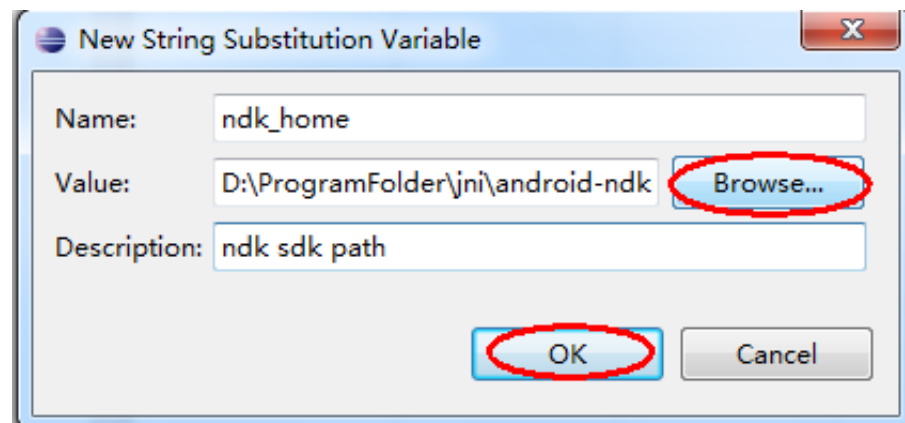 New String Substitution Variable
Name: ndk_home
Value: D:\ProgramFolder\jni\android-ndk Browse...
Description: ndk sdk path
OK Cancel